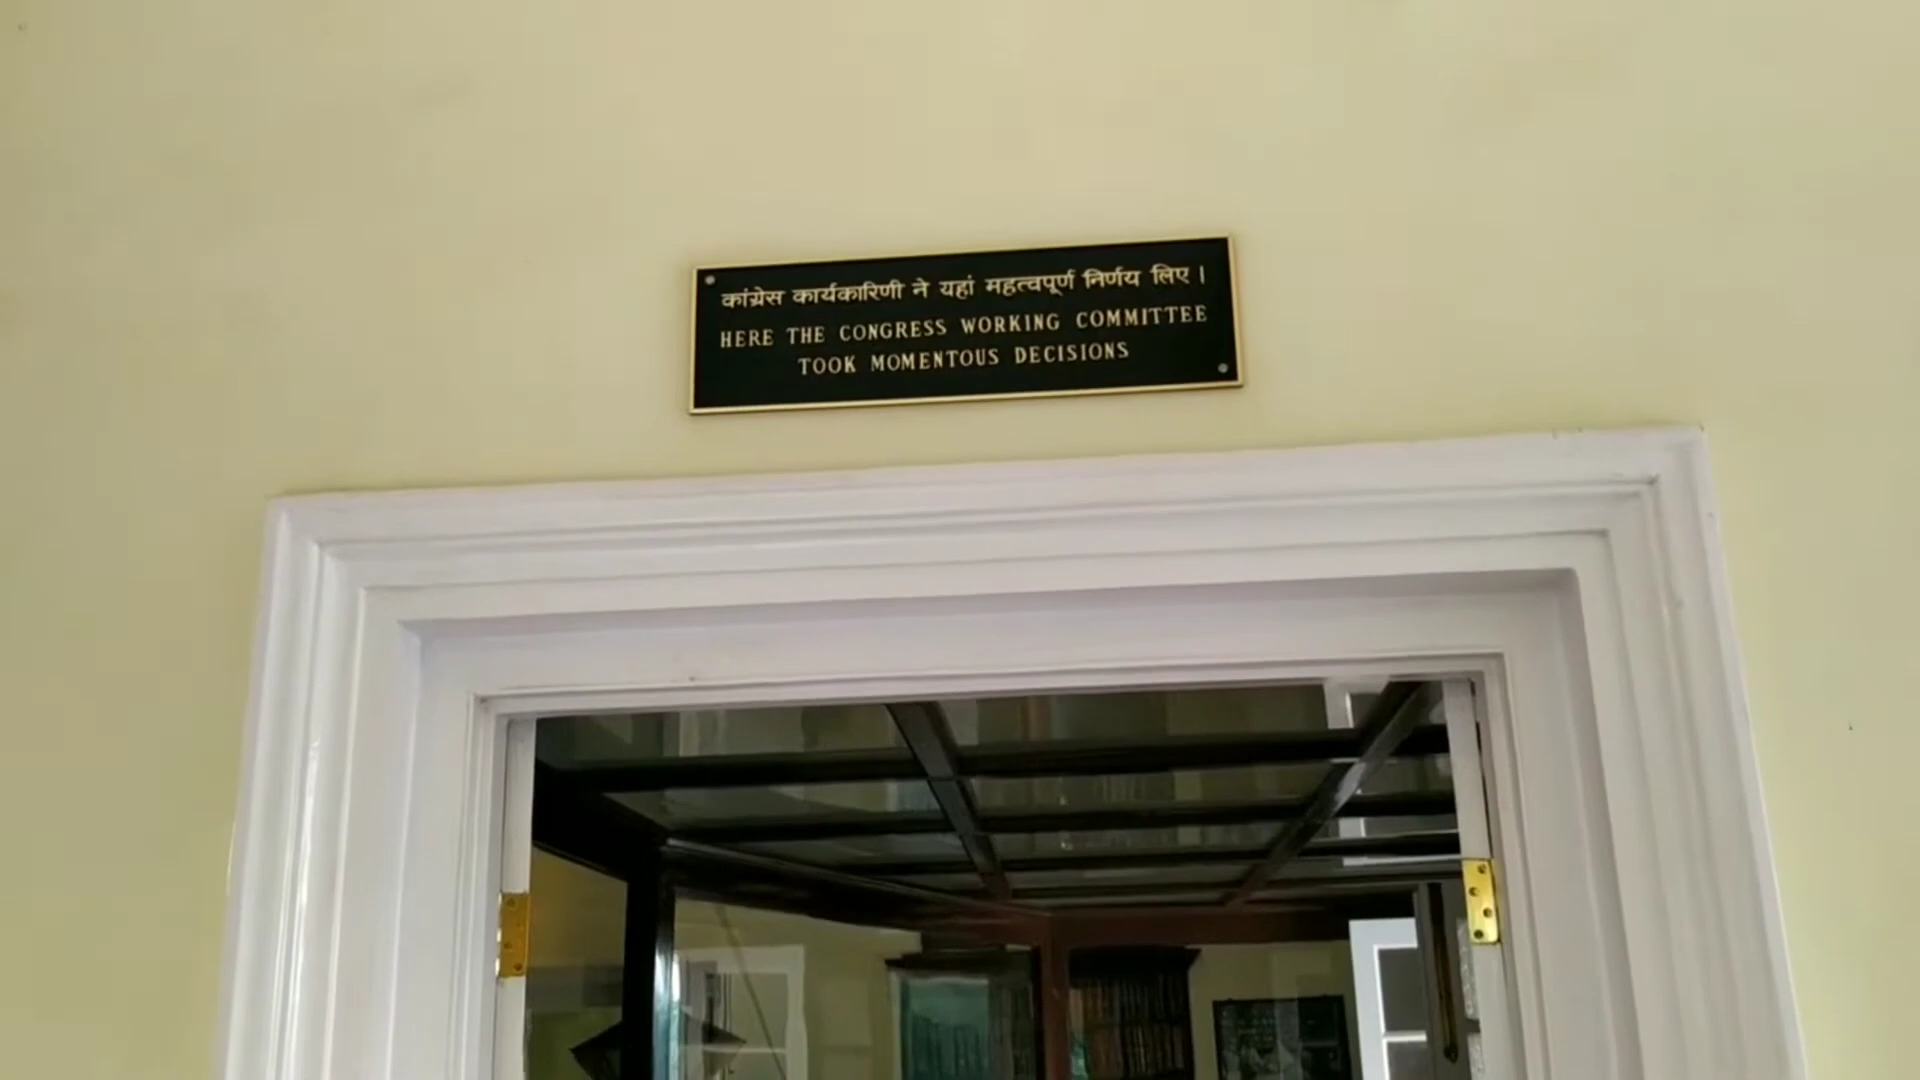 कांग्रेस कार्यकारिणी ने यहां महत्वपूर्ण निर्णय लिए ।
HERE THE CONGRESS WORKING COMMITTEE
TOOK MOMENTOUS DECISIONS